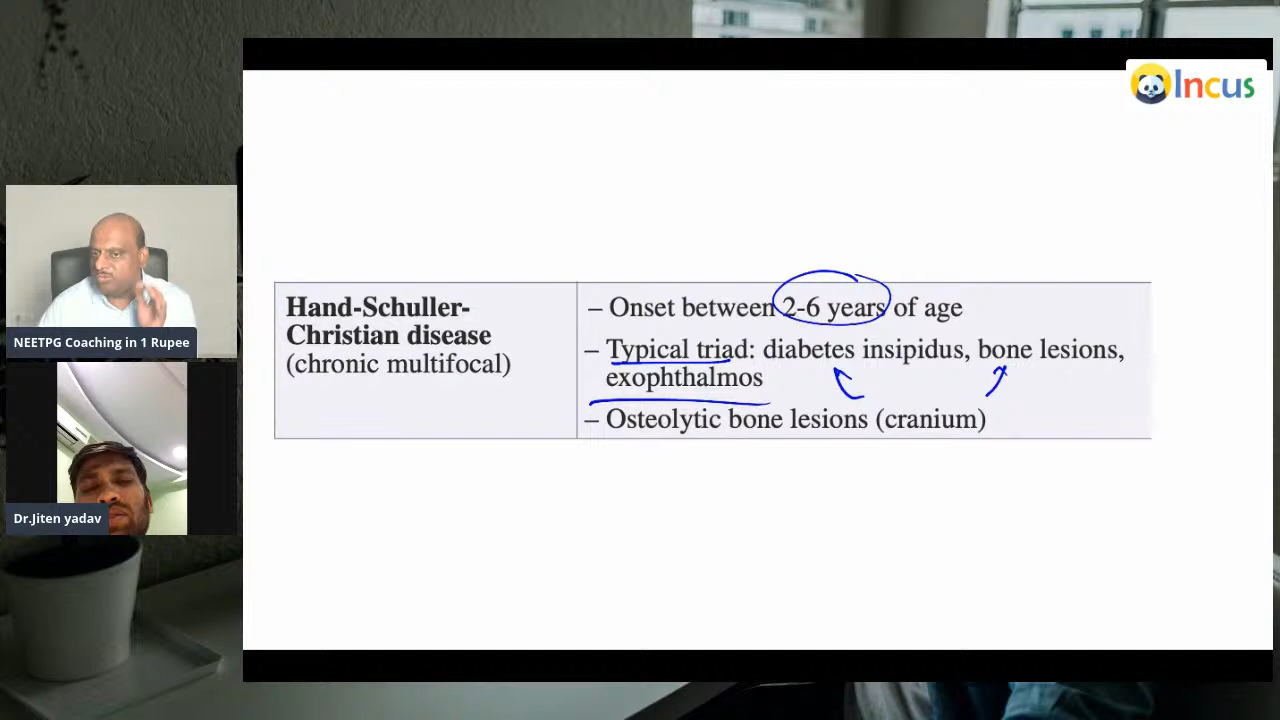 Incus
NEETPG Coaching in 1 Rupee
Dr.Jiten yadav
Hand-Schuller-
Christian disease
(chronic multifocal)
– Onset between 2-6 years of age
– Typical triad: diabetes insipidus, bone lesions,
exophthalmos
– Osteolytic bone lesions (cranium)